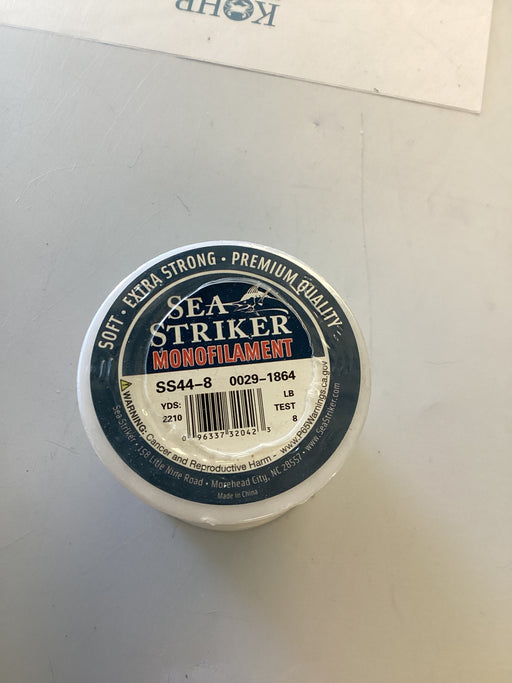 KOHR
SOFT • EXTRA STRONG • PREMIUM QUALITY
SEA
STRIKER
MONOFILAMENT
SS44-8 0029-1864
YDS: LB
2210 TEST
8
0 96337 32042 3
WARNING: Cancer and Reproductive Harm - www.P65Warnings.ca.gov
Sea Striker • 158 Little Nine Road • Morehead City, NC 28557 • www.SeaStriker.com
Made in China